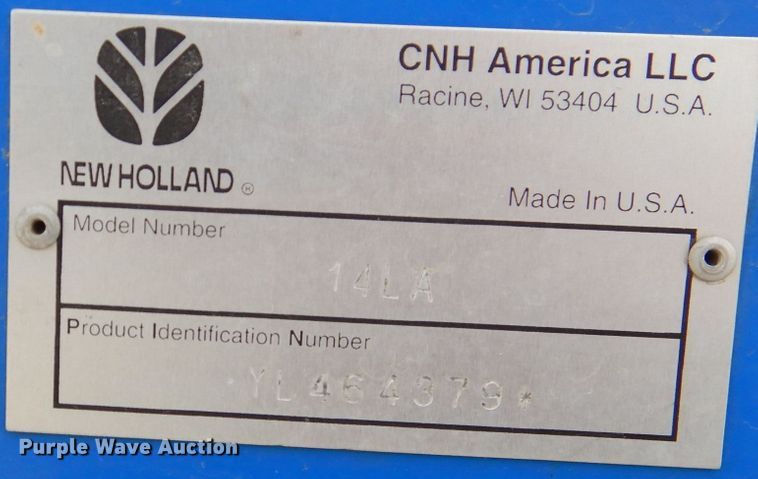 CNH America LLC
Racine, WI 53404 U.S.A.
NEW HOLLAND ®
Made In U.S.A.
Model Number
14LA
Product Identification Number
YL464379*
Purple Wave Auction